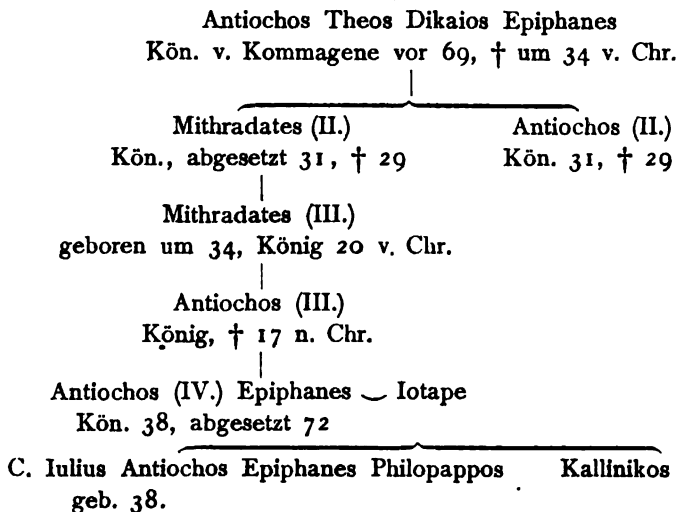 Antiochos Theos Dikaios Epiphanes
Kön. v. Kommagene vor 69, † um 34 v. Chr.
Mithradates (II.) Antiochos (II.)
Kön., abgesetzt 31, † 29 Kön. 31, † 29
Mithradates (III.)
geboren um 34, König 20 v. Chr.
Antiochos (III.)
König, † 17 n. Chr.
Antiochos (IV.) Epiphanes ‿ Iotape
Kön. 38, abgesetzt 72
C. Iulius Antiochos Epiphanes Philopappos Kallinikos
geb. 38.